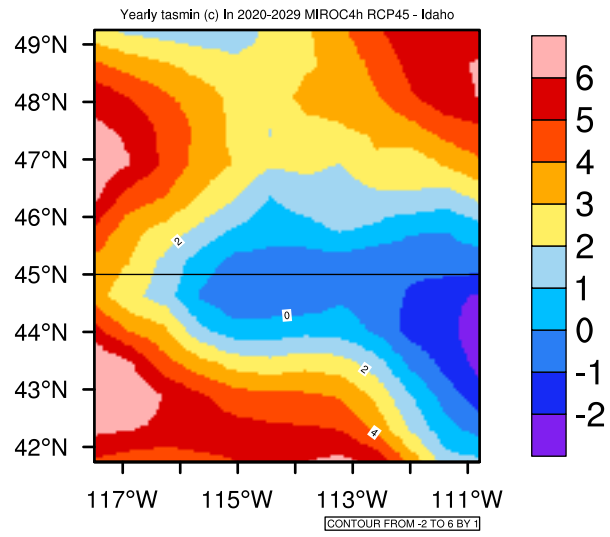 Yearly tasmin (c) In 2020-2029 MIROC4h RCP45 - Idaho
49°N
48°N
47°N
46°N
45°N
44°N
43°N
42°N
2
0
2
4
117°W 115°W 113°W 111°W
6
5
4
3
2
1
0
-1
-2
CONTOUR FROM -2 TO 6 BY 1